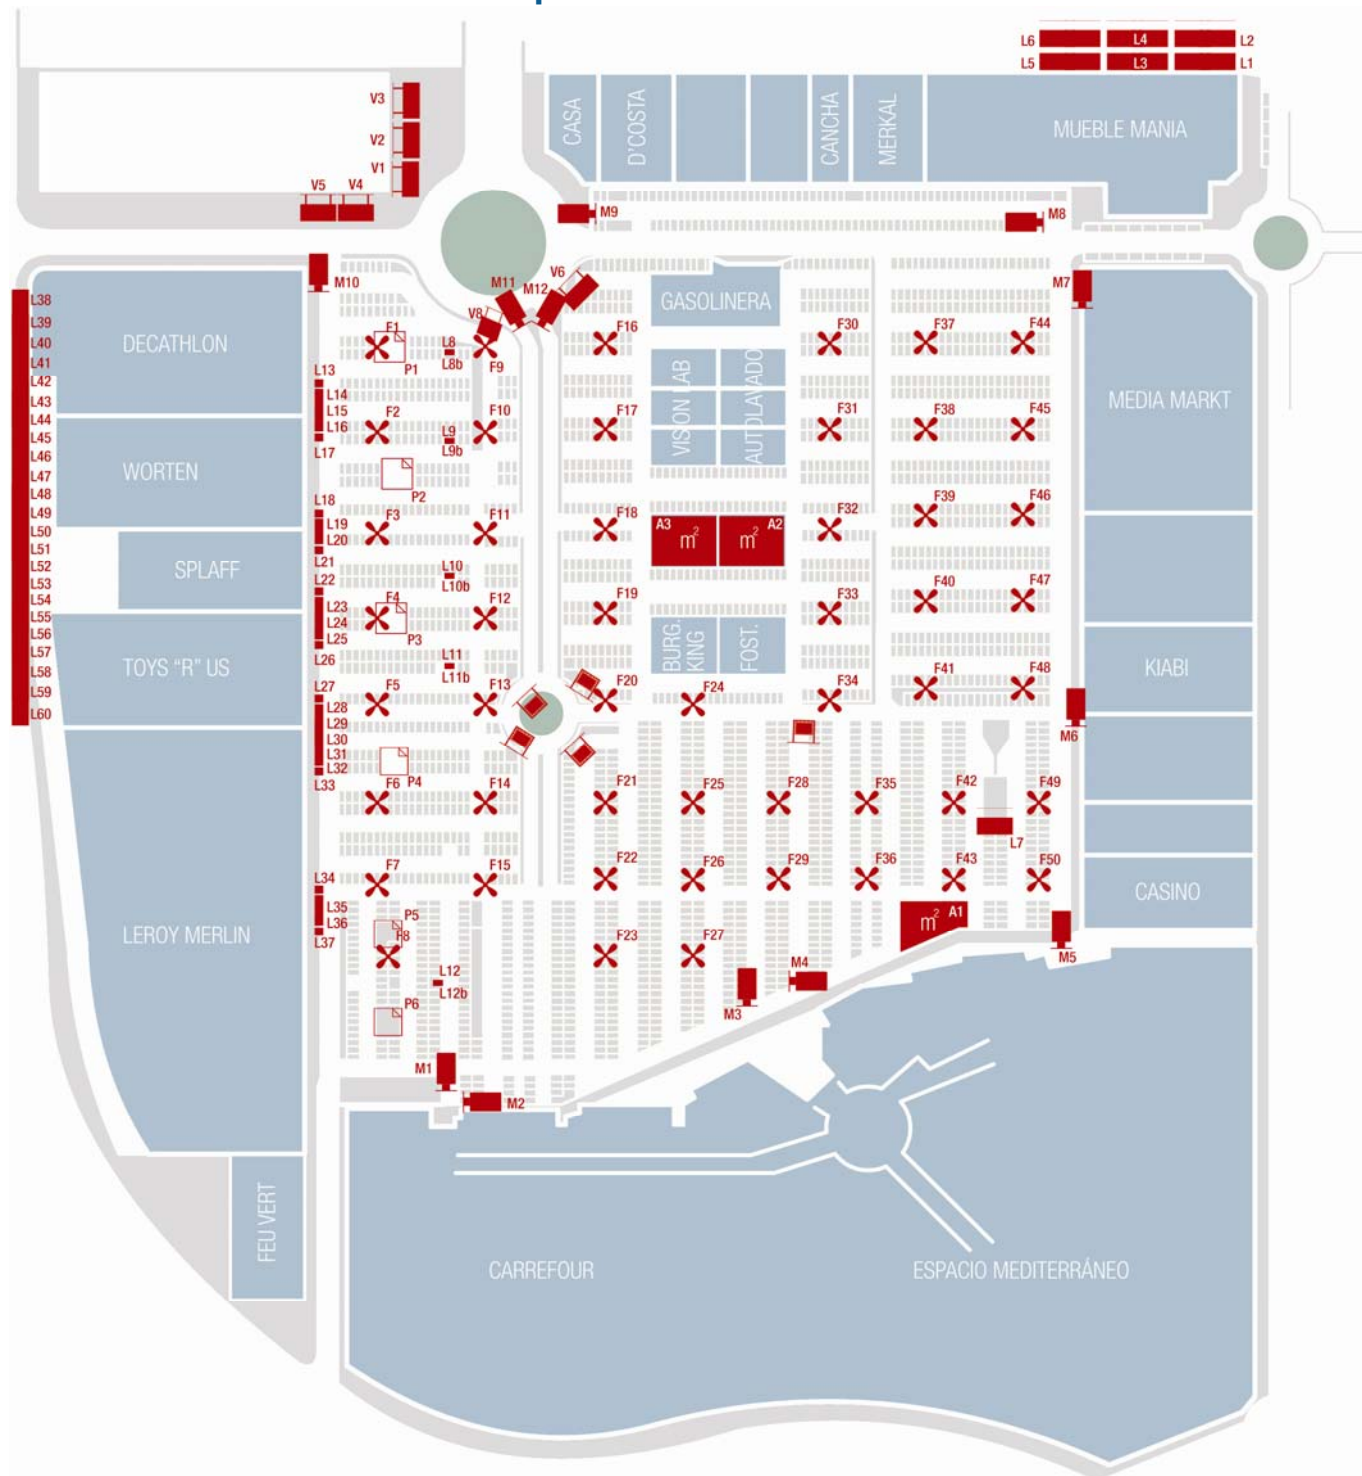 L6
L4
L2
L5
L3
L1
V3
V2
V1
V5
V4
CASA
D'COSTA
CANCHA
MERKAL
MUEBLE MANIA
M9
M8
M10
M11
M12
V6
V8
M7
GASOLINERA
DECATHLON
WORTEN
SPLAFF
TOYS “R” US
LEROY MERLIN
FEU VERT
L38
L39
L40
L41
L42
L43
L44
L45
L46
L47
L48
L49
L50
L51
L52
L53
L54
L55
L56
L57
L58
L59
L60
L13
L14
L15
L16
L17
L18
L19
L20
L21
L22
L23
L24
L25
L26
L27
L28
L29
L30
L31
L32
L33
L34
L35
L36
L37
F1
P1
L8
L8b
F9
F2
L9
L9b
F10
P2
F3
F11
L10
L10b
F4
P3
F12
L11
L11b
F5
F13
P4
F6
F14
F7
F15
P5
F8
L12
L12b
P6
M1
M2
F16
F17
F18
F19
F20
F21
F22
F23
VISION LAB
AUTOLAVADO
A3
m²
A2
m²
BURG.
KING
FOST.
F24
F25
F26
F27
F28
F29
F30
F31
F32
F33
F34
F35
F36
F37
F38
F39
F40
F41
F42
F43
F44
F45
F46
F47
F48
F49
F50
L7
m²
A1
M3
M4
M5
M6
MEDIA MARKT
KIABI
CASINO
CARREFOUR
ESPACIO MEDITERRÁNEO